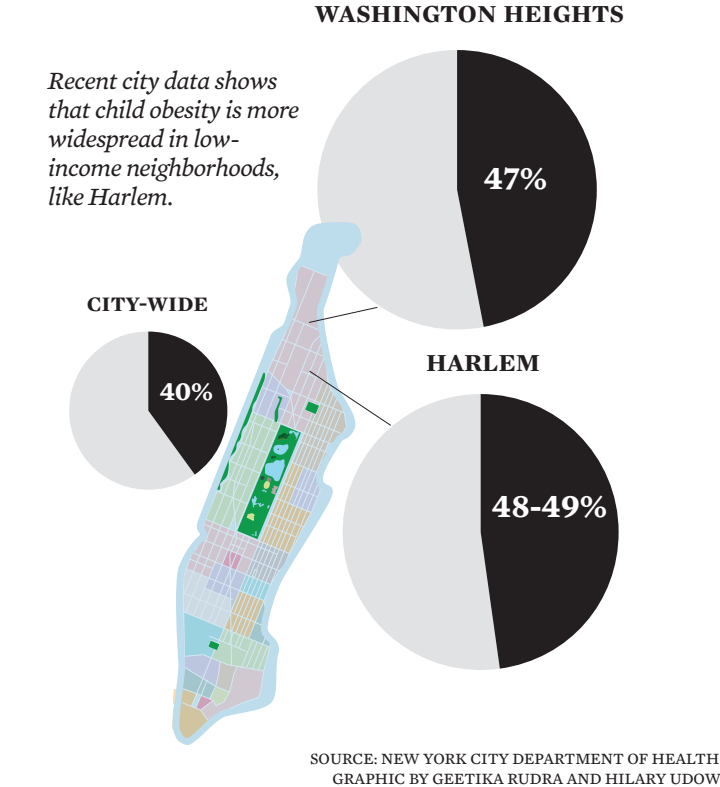 WASHINGTON HEIGHTS
Recent city data shows
that child obesity is more
widespread in low-
income neighborhoods,
like Harlem.
47%
CITY-WIDE
40%
HARLEM
48-49%
SOURCE: NEW YORK CITY DEPARTMENT OF HEALTH
GRAPHIC BY GEETIKA RUDRA AND HILARY UDOW